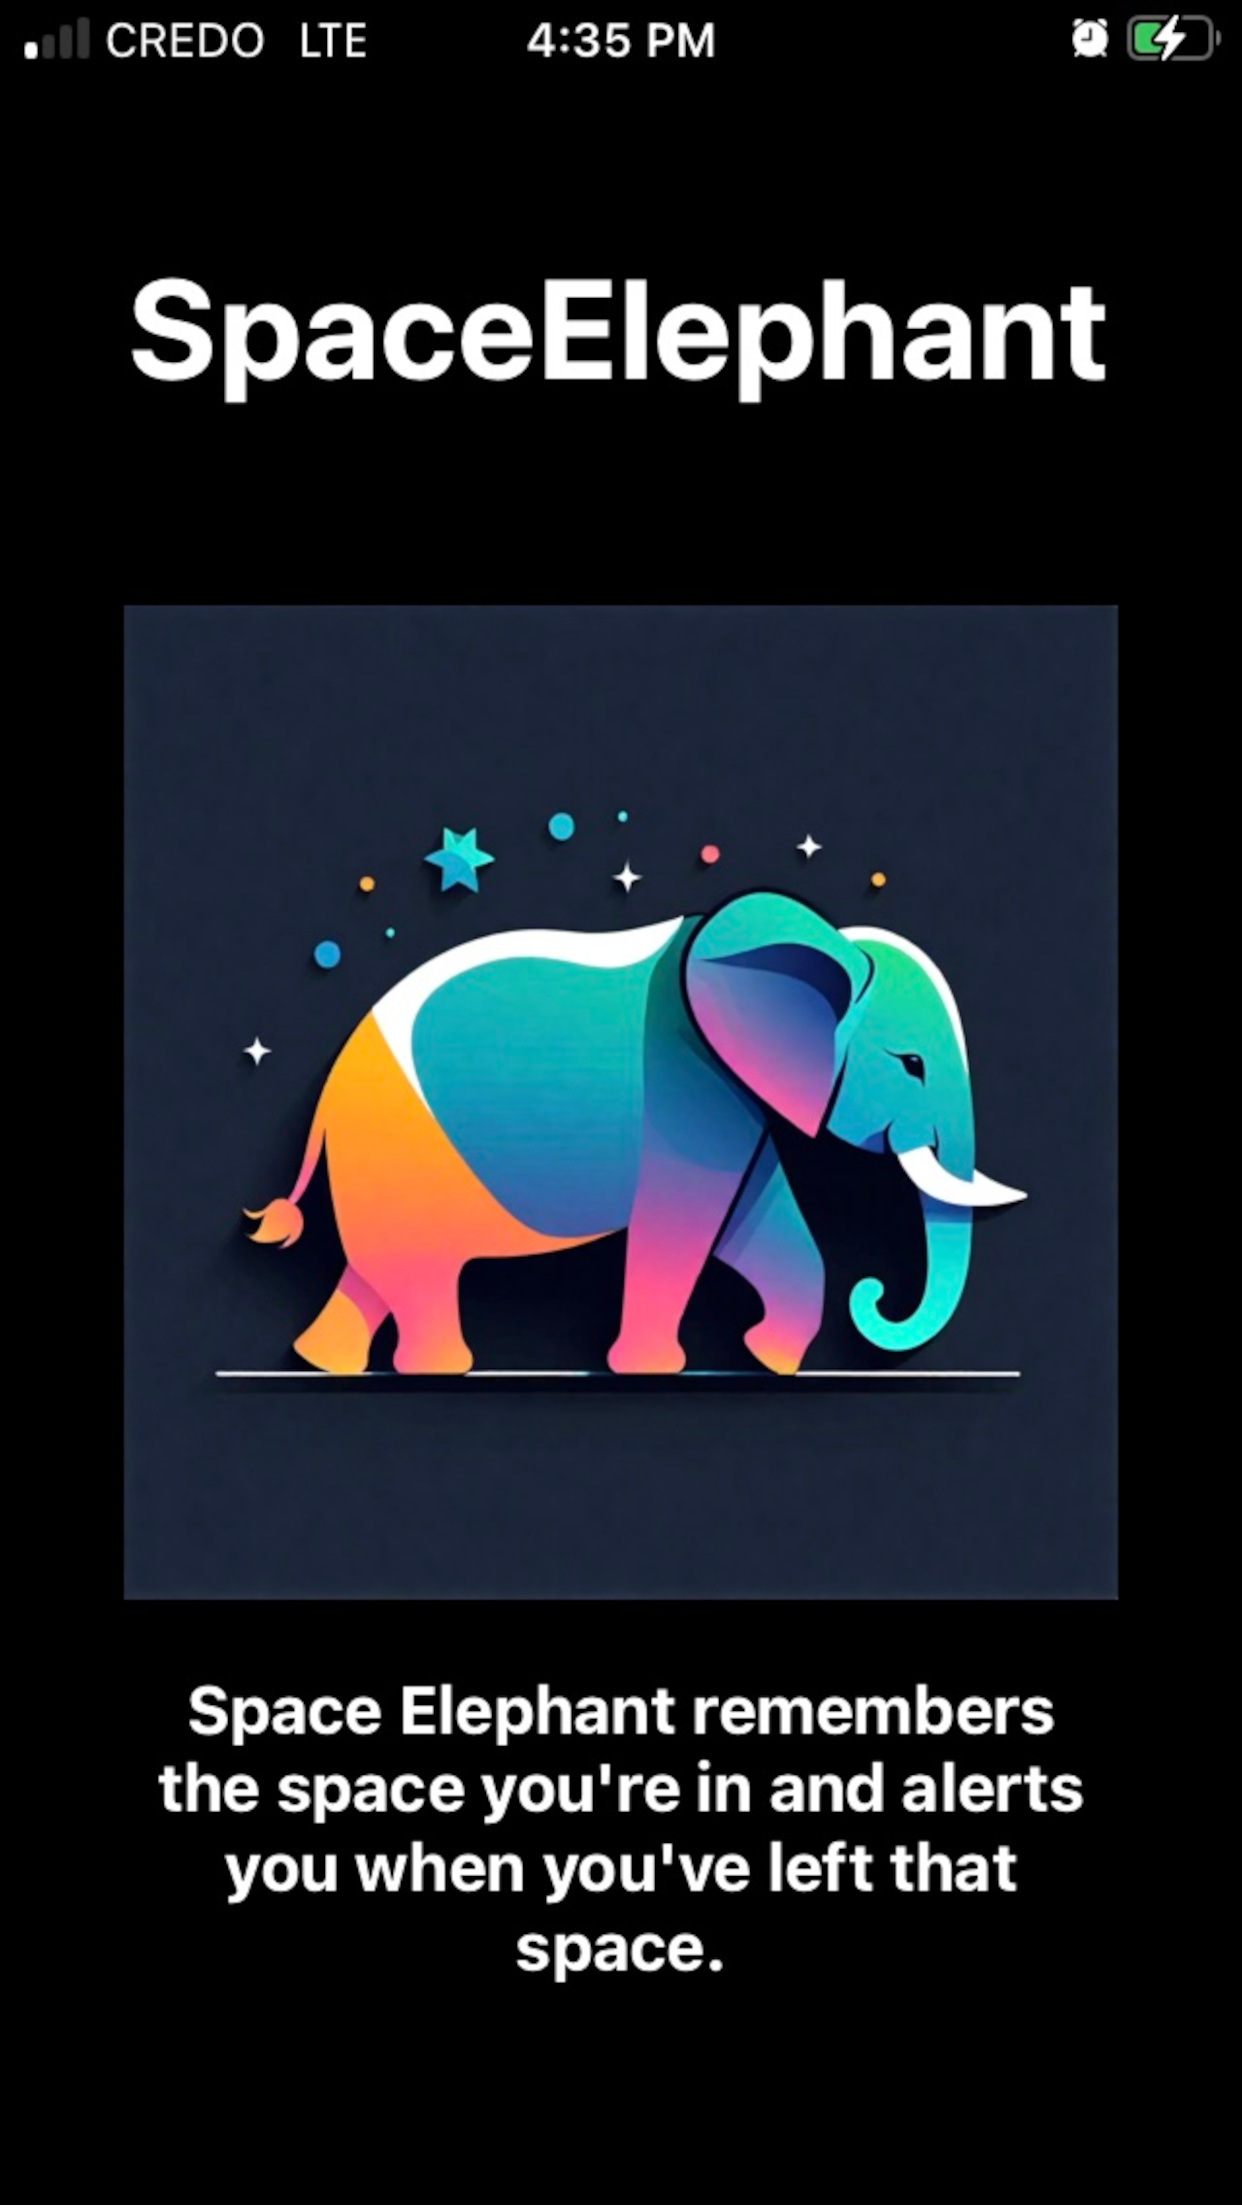 CREDO LTE 4:35 PM
SpaceElephant
Space Elephant remembers
the space you're in and alerts
you when you've left that
space.